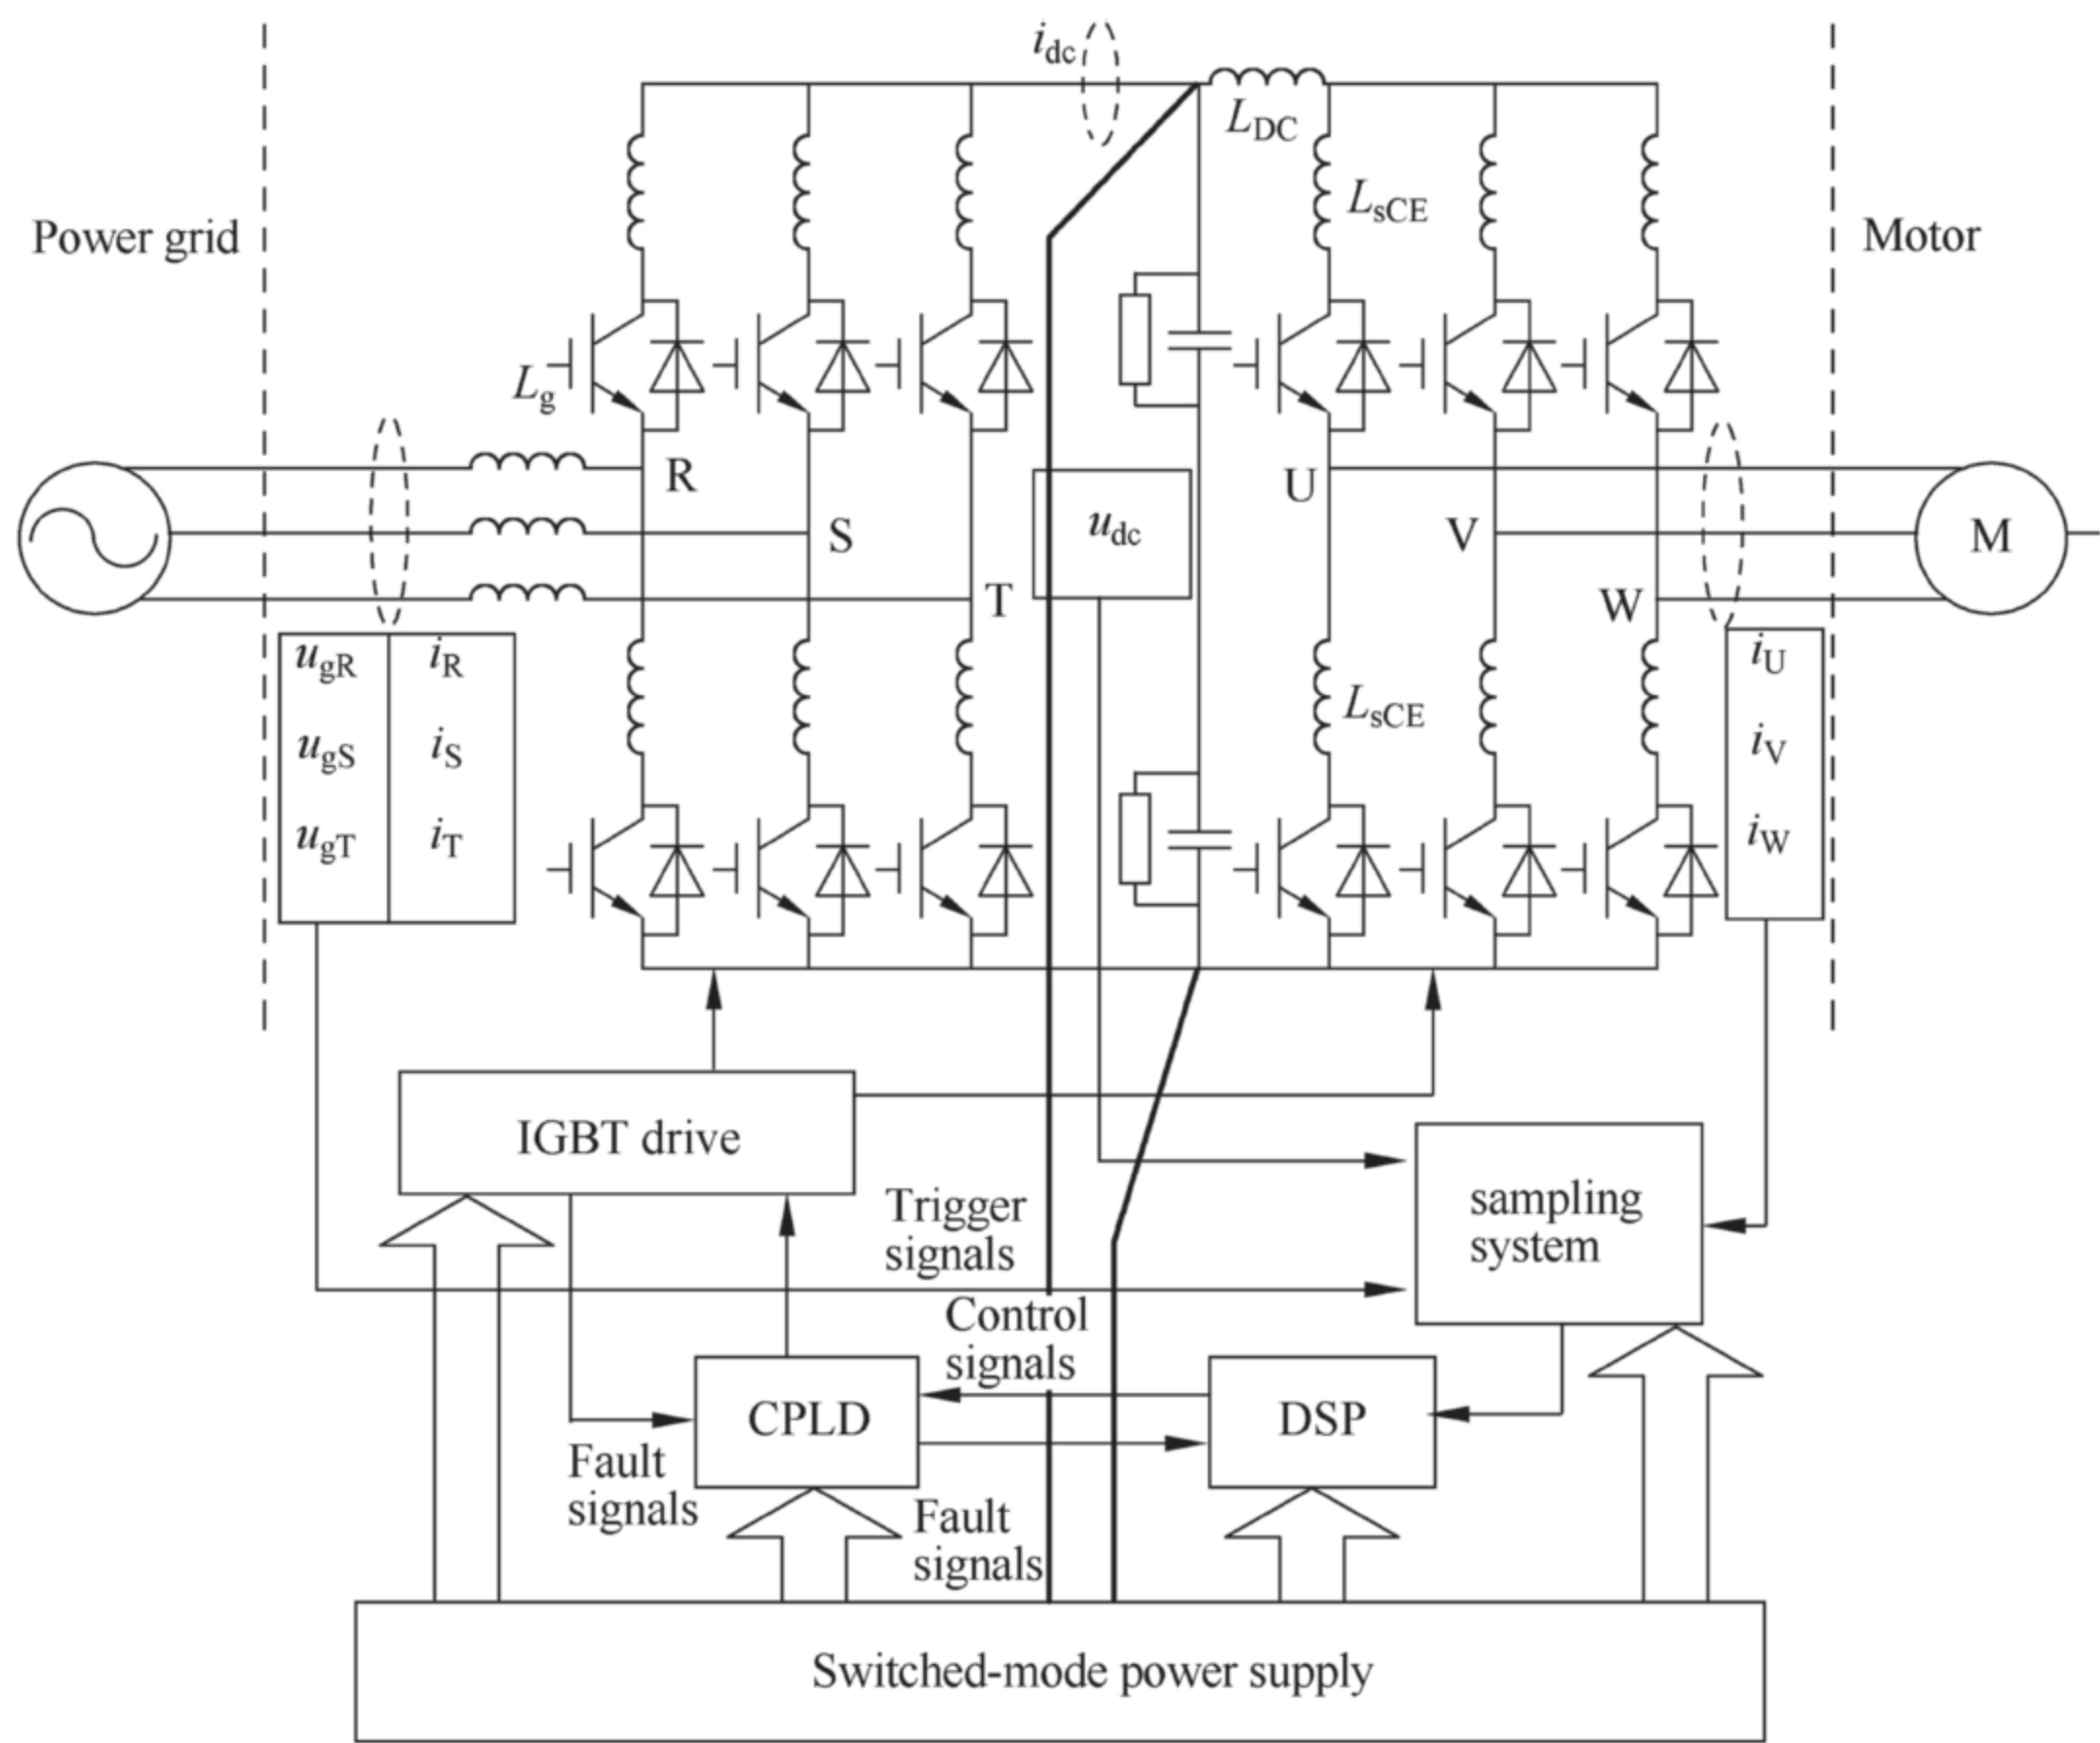 i_dc
L_DC
L_sCE
Power grid
Motor
L_g
R
S
T
u_dc
U
V
W
M
u_gR i_R
u_gS i_S
u_gT i_T
L_sCE
i_U
i_V
i_W
IGBT drive
Trigger
signals
sampling
system
Control
signals
CPLD
DSP
Fault
signals
Fault
signals
Switched-mode power supply